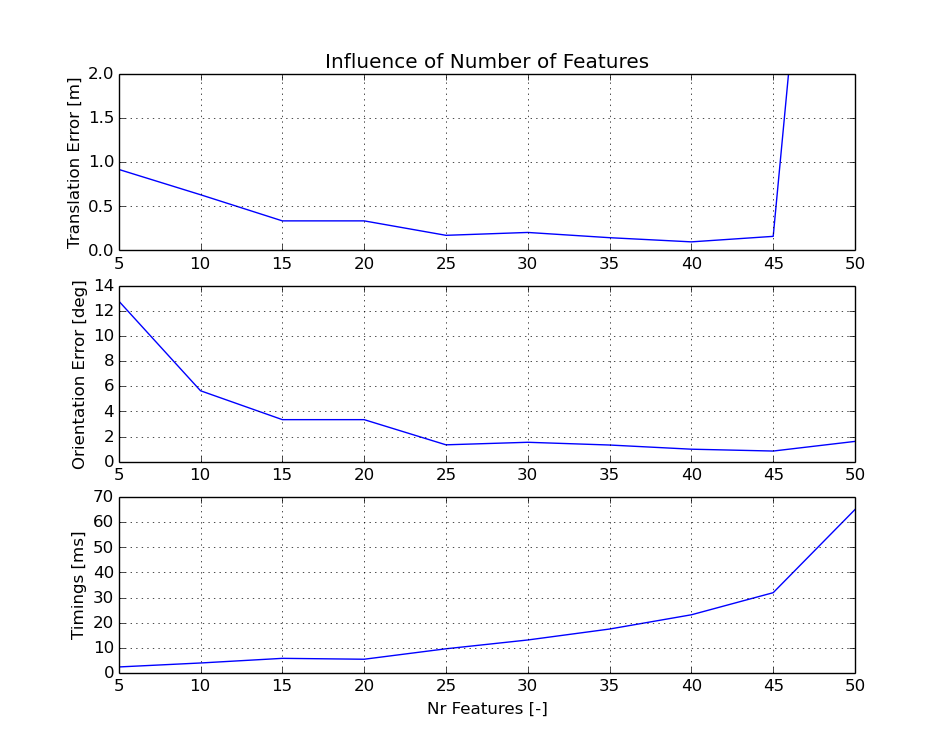 Influence of Number of Features
Translation Error [m]
2.0
1.5
1.0
0.5
0.0
5 10 15 20 25 30 35 40 45 50
Orientation Error [deg]
14
12
10
8
6
4
2
0
5 10 15 20 25 30 35 40 45 50
Timings [ms]
70
60
50
40
30
20
10
0
5 10 15 20 25 30 35 40 45 50
Nr Features [-]